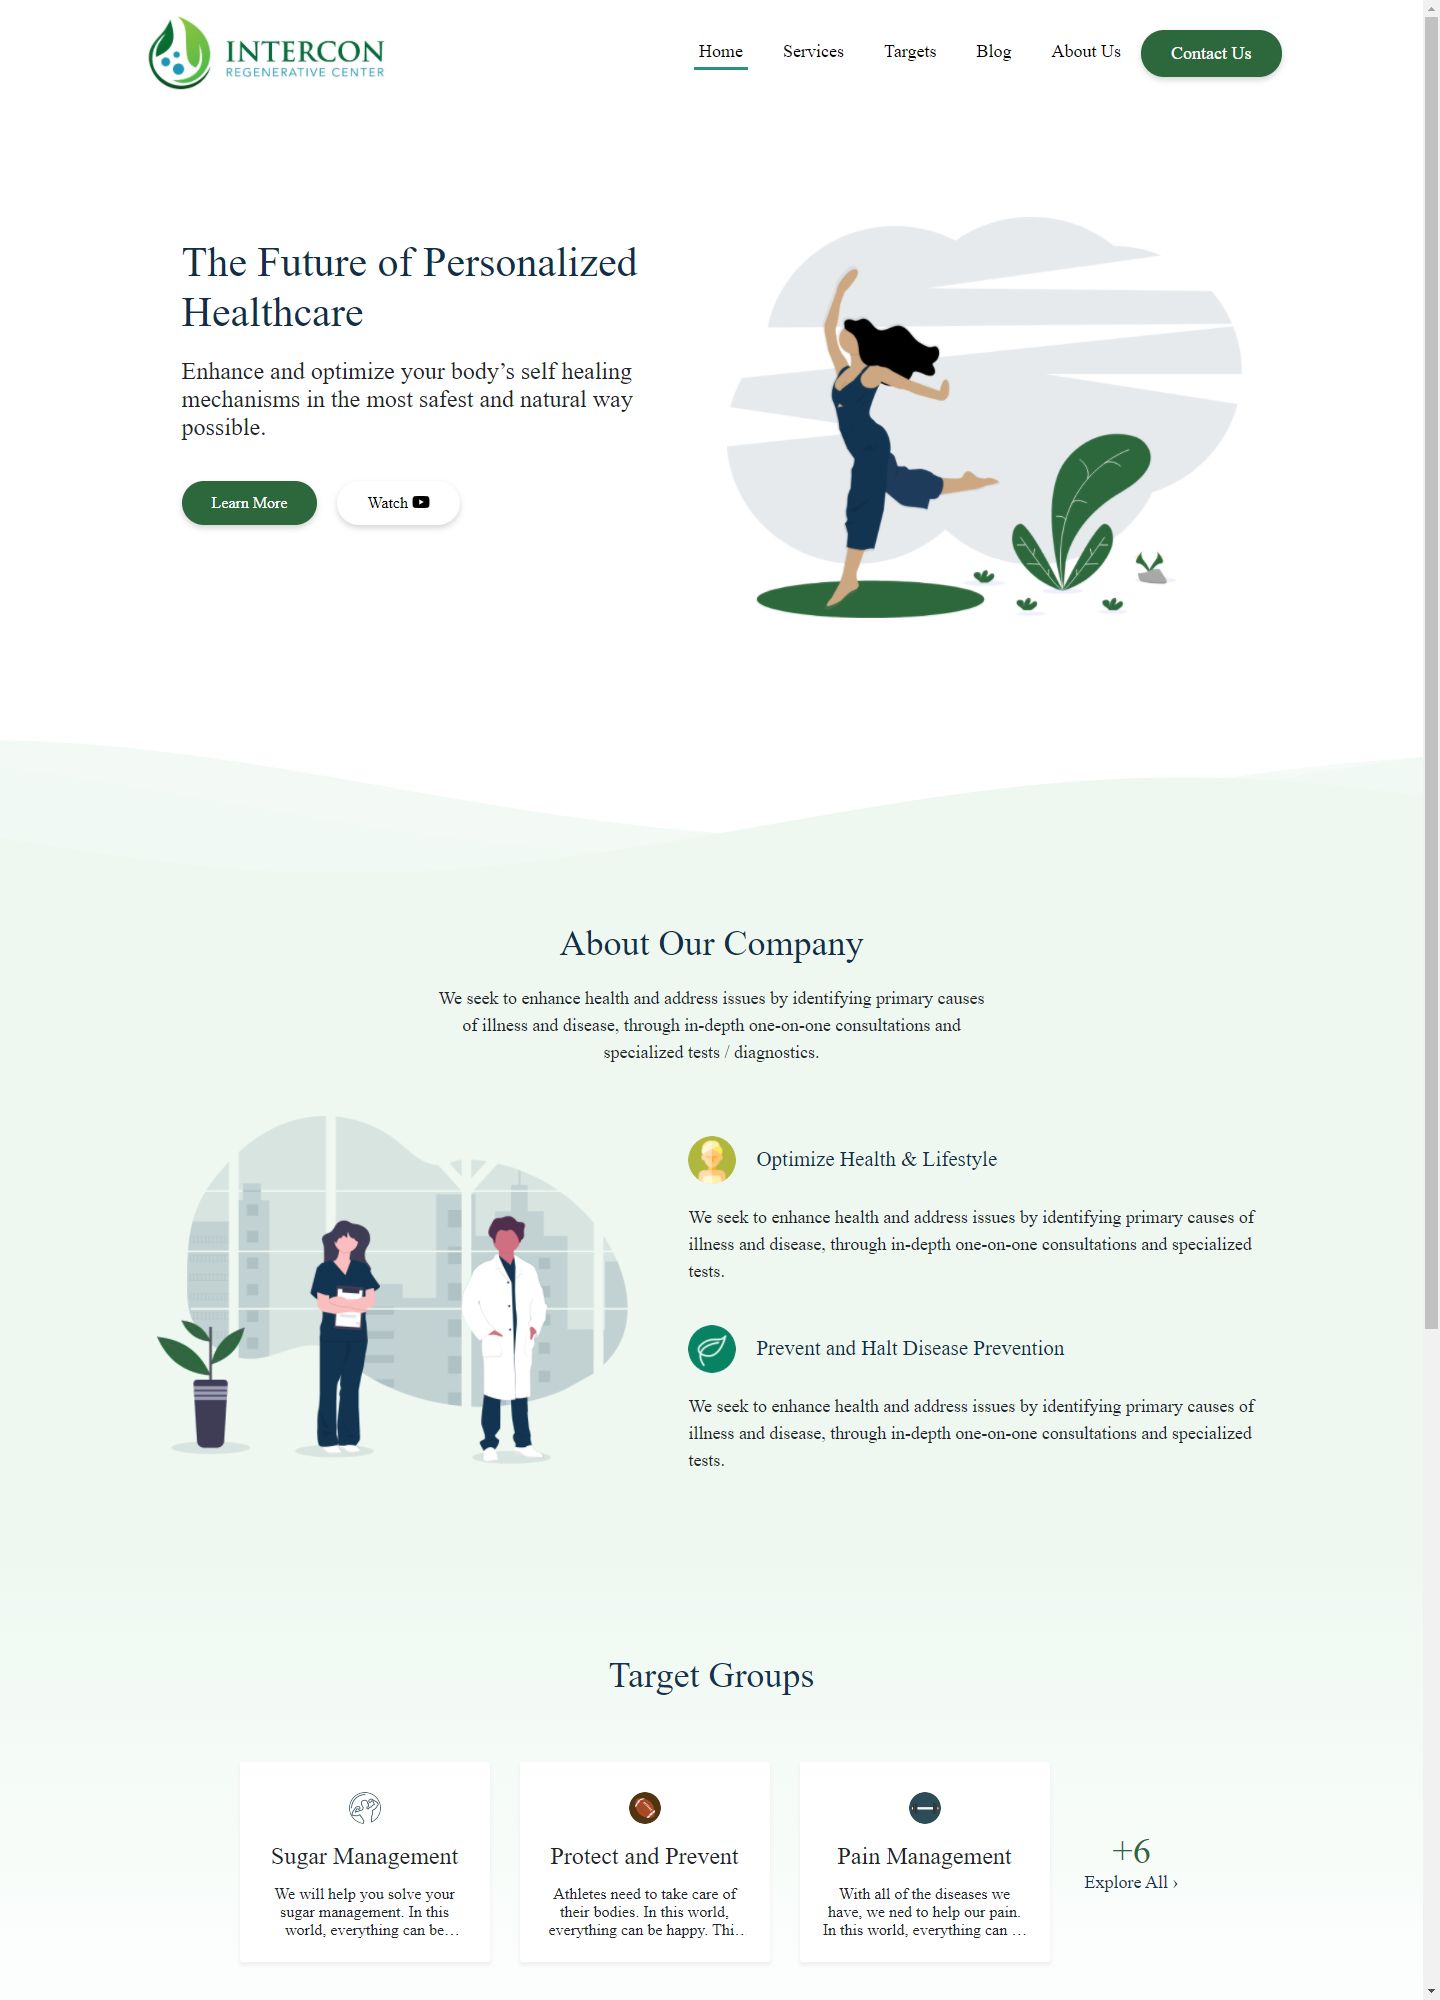 INTERCON
REGENERATIVE CENTER
Home
Services
Targets
Blog
About Us
Contact Us
The Future of Personalized
Healthcare
Enhance and optimize your body’s self healing
mechanisms in the most safest and natural way
possible.
Learn More
Watch
About Our Company
We seek to enhance health and address issues by identifying primary causes
of illness and disease, through in-depth one-on-one consultations and
specialized tests / diagnostics.
Optimize Health & Lifestyle
We seek to enhance health and address issues by identifying primary causes of
illness and disease, through in-depth one-on-one consultations and specialized
tests.
Prevent and Halt Disease Prevention
We seek to enhance health and address issues by identifying primary causes of
illness and disease, through in-depth one-on-one consultations and specialized
tests.
Target Groups
Sugar Management
We will help you solve your
sugar management. In this
world, everything can be…
Protect and Prevent
Athletes need to take care of
their bodies. In this world,
everything can be happy. Thi…
Pain Management
With all of the diseases we
have, we ned to help our pain.
In this world, everything can …
+6
Explore All ›